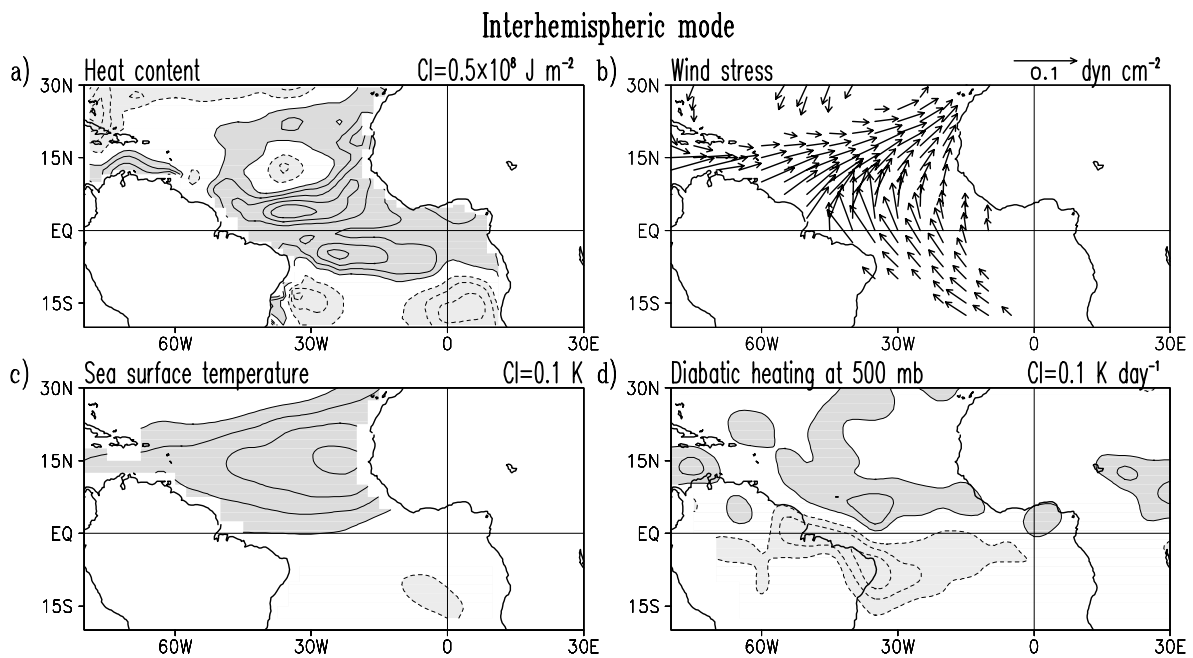 Interhemispheric mode
a) Heat content CI=0.5×10⁸ J m⁻²
30N
15N
EQ
15S
60W 30W 0 30E
b) Wind stress 0.1 dyn cm⁻²
30N
15N
EQ
15S
60W 30W 0 30E
c) Sea surface temperature CI=0.1 K
30N
15N
EQ
15S
60W 30W 0 30E
d) Diabatic heating at 500 mb CI=0.1 K day⁻¹
30N
15N
EQ
15S
60W 30W 0 30E